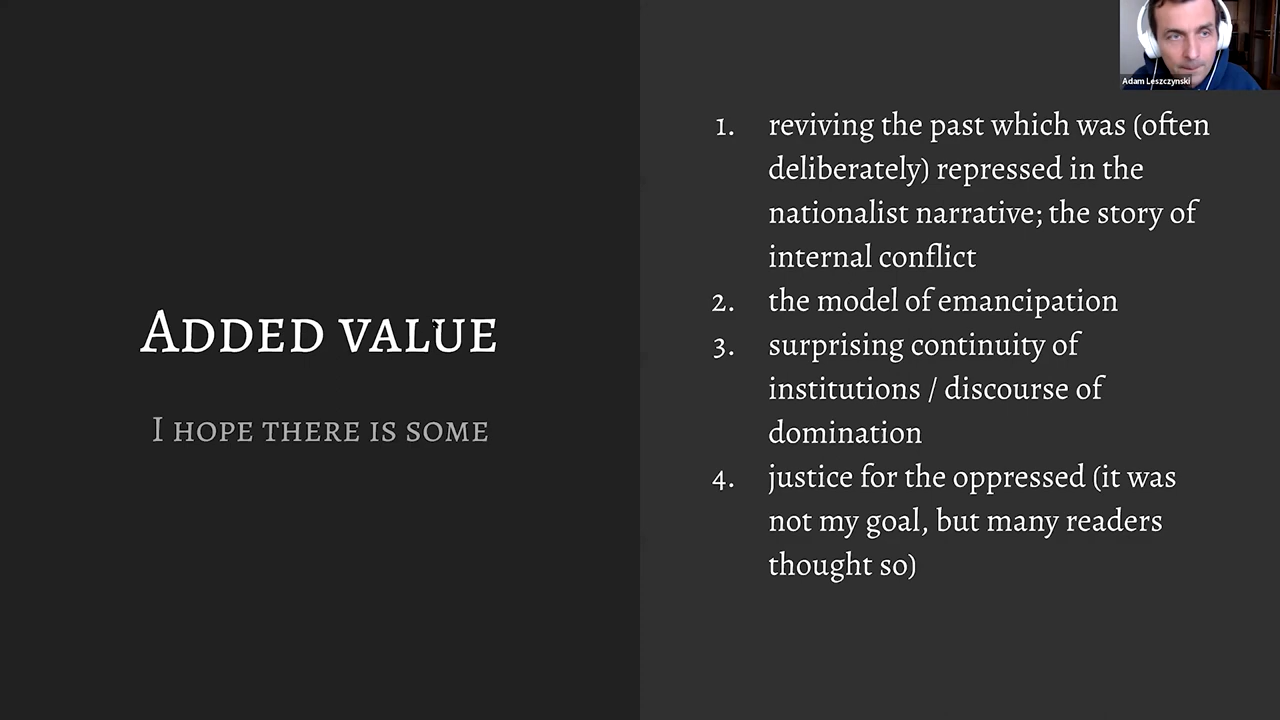 Adam Leszczynski
Added value
I hope there is some
1. reviving the past which was (often
deliberately) repressed in the
nationalist narrative; the story of
internal conflict
2. the model of emancipation
3. surprising continuity of
institutions / discourse of
domination
4. justice for the oppressed (it was
not my goal, but many readers
thought so)